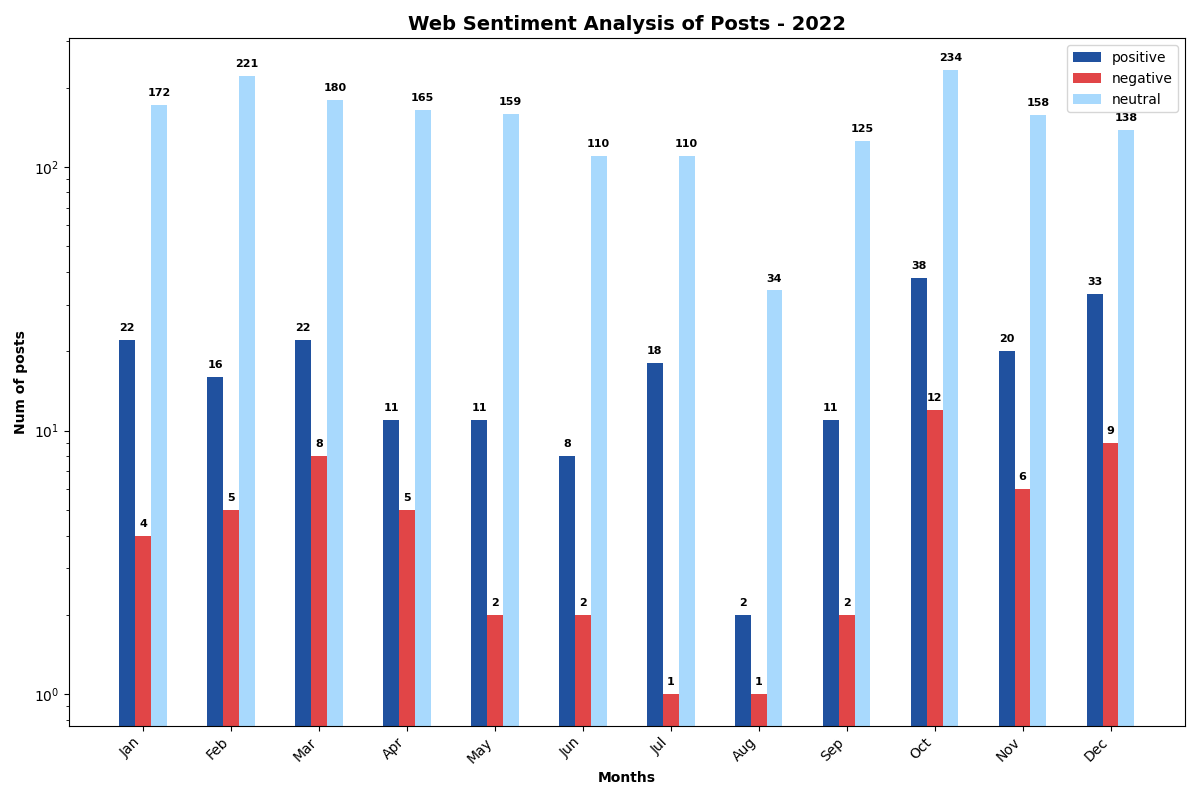 Web Sentiment Analysis of Posts - 2022
positive
negative
neutral
Num of posts
10²
10¹
10⁰
22
4
172
16
5
221
22
8
180
11
5
165
11
2
159
8
2
110
18
1
110
2
1
34
11
2
125
38
12
234
20
6
158
33
9
138
Jan
Feb
Mar
Apr
May
Jun
Jul
Aug
Sep
Oct
Nov
Dec
Months